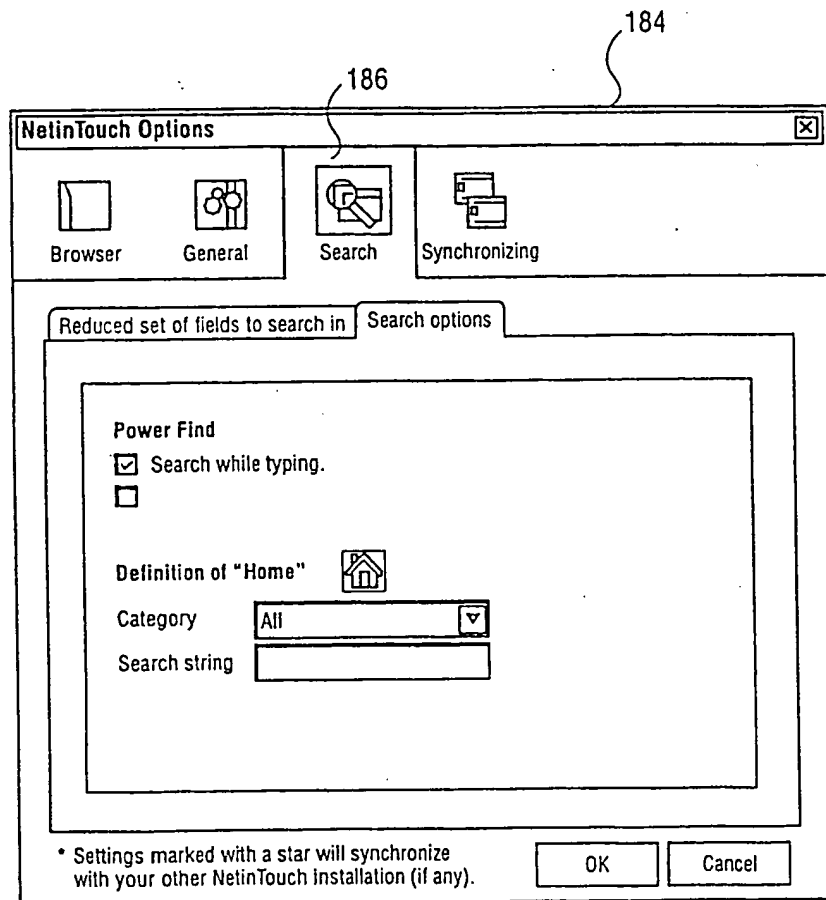 184
186
NetinTouch Options
Browser General Search Synchronizing
Reduced set of fields to search in Search options
Power Find
Search while typing.
Definition of "Home"
Category All
Search string
* Settings marked with a star will synchronize
with your other NetinTouch installation (if any).
OK Cancel